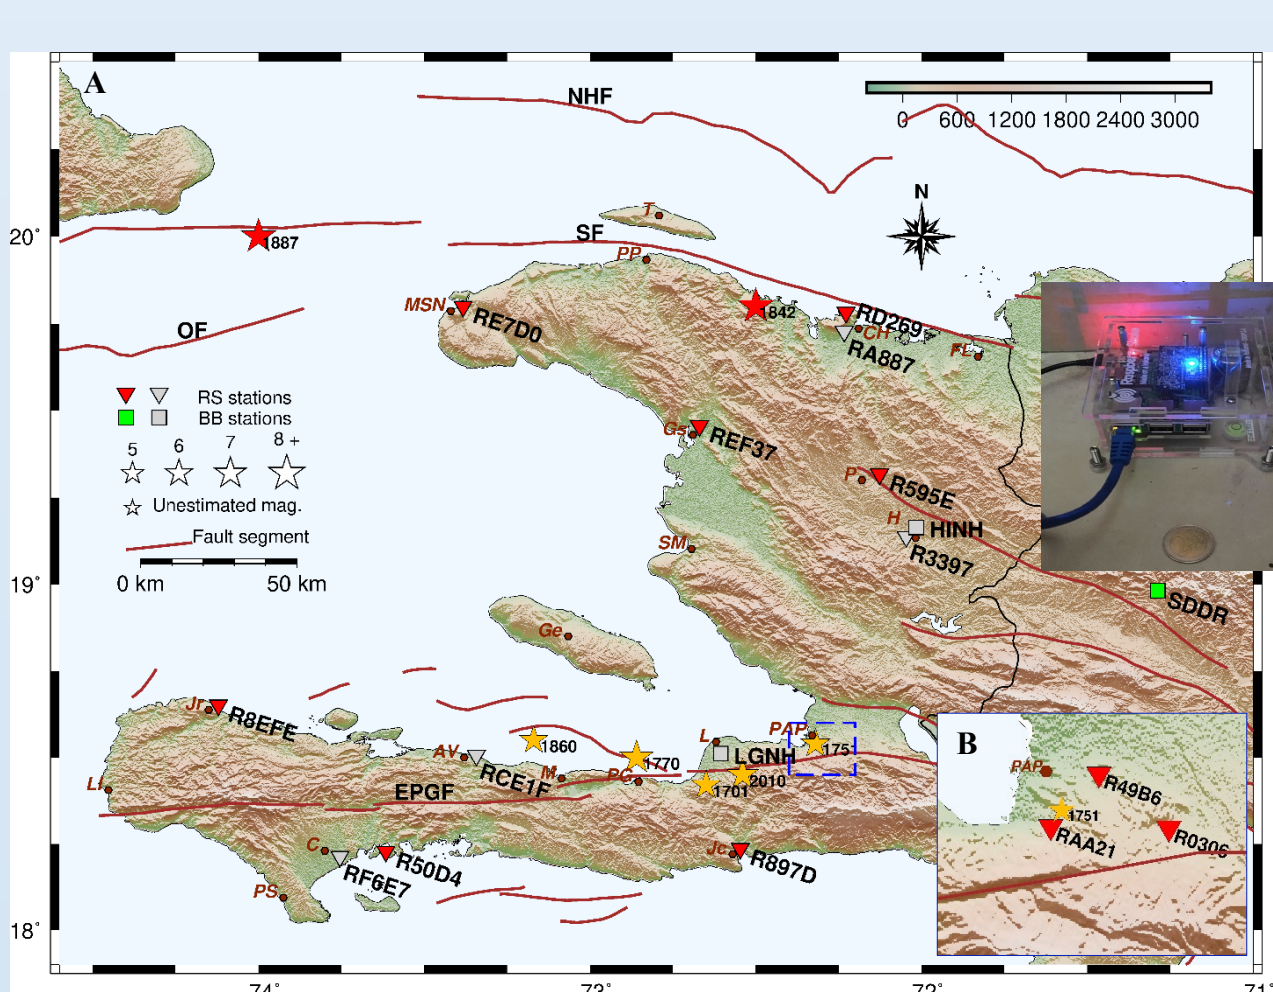 A
NHF
0 600 1200 1800 2400 3000
N
T
20°
1887
SF
PP
MSN
RE7D0
1842
RD269
CH
RA887
FL
OF
RS stations
BB stations
5 6 7 8 +
Unestimated mag.
Fault segment
0 km 50 km
Gs
REF37
P
R595E
H
HINH
R3397
SM
19°
SDDR
Ge
Jr
R8EFE
1860
AV
RCE1F
M
1770
PG
L
LGNH
PAP
175
2010
1701
LI
EPGF
C
RF6E7
R50D4
Jc
R897D
PS
18°
B
PAP
R49B6
1751
RAA21
R0306
74° 73° 72° 71°